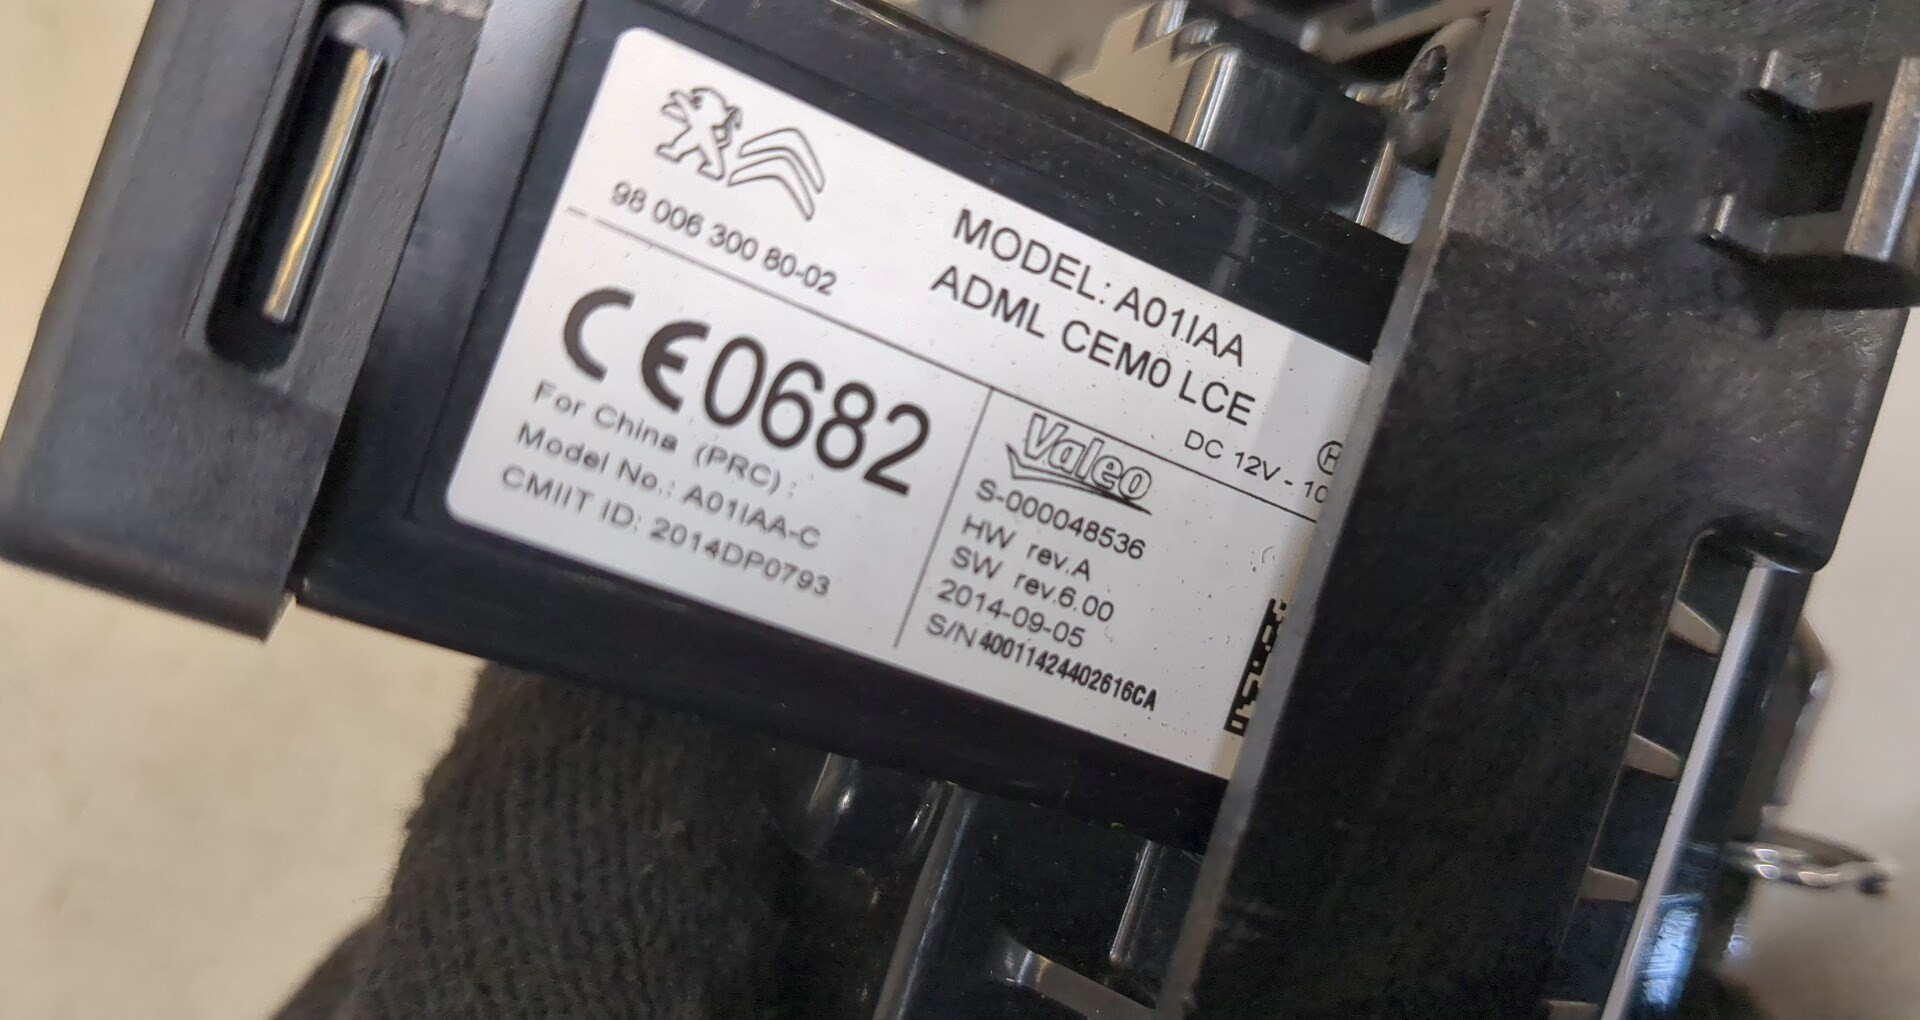 98 006 300 80-02
MODEL: A01IAA
ADML CEM0 LCE
DC 12V - 10
H
CE0682
For China (PRC) :
Model No.: A01IAA-C
CMIIT ID: 2014DP0793
Valeo
S-000048536
HW rev.A
SW rev.6.00
2014-09-05
S/N 40011424402616CA